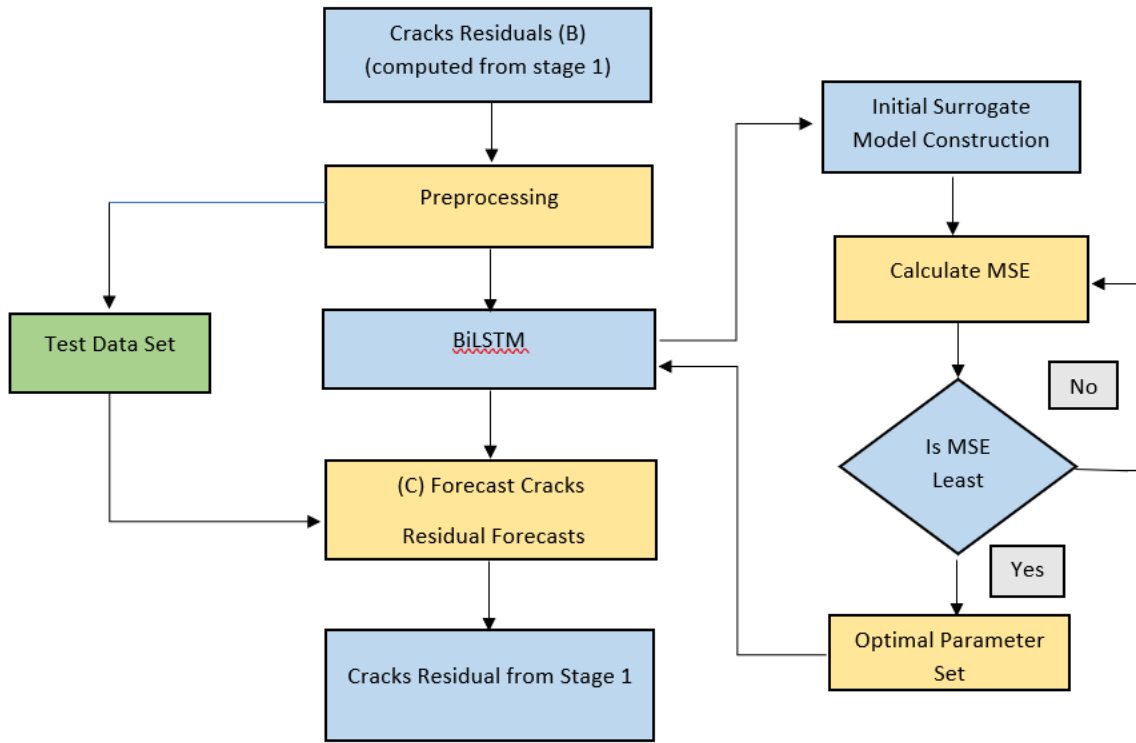 Cracks Residuals (B)
(computed from stage 1)
Preprocessing
Test Data Set
BiLSTM
(C) Forecast Cracks
Residual Forecasts
Cracks Residual from Stage 1
Initial Surrogate
Model Construction
Calculate MSE
No
Is MSE
Least
Yes
Optimal Parameter
Set